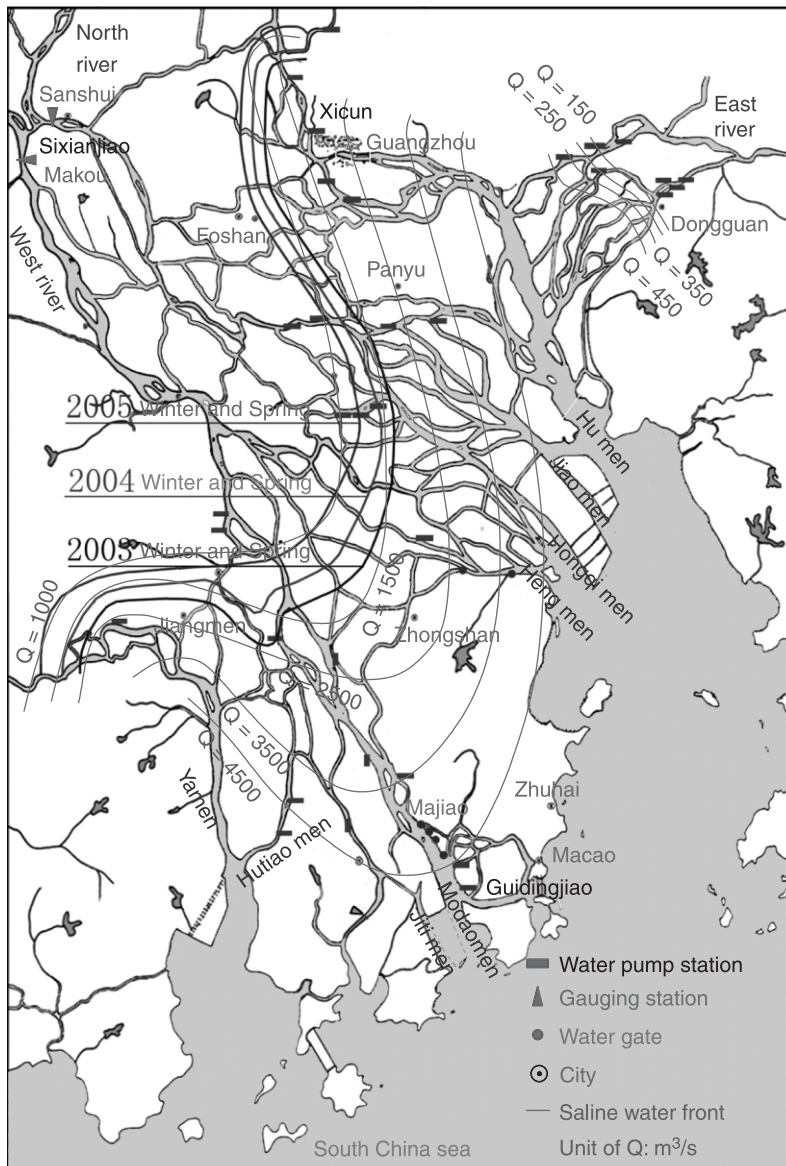 North
river
Sanshui
Sixianjiao
Makou
West river
Xicun
Guangzhou
Foshan
Panyu
Q = 150
Q = 250
East
river
Dongguan
Q = 350
Q = 450
2005 Winter and Spring
2004 Winter and Spring
2003 Winter and Spring
Hu men
Jiao men
Hongqi men
Heng men
Q = 1000
Q = 1500
Jiangmen
Zhongshan
Q = 2500
Q = 3500
Q = 4500
Yamen
Hutiao men
Majiao
Zhuhai
Macao
Guidingjiao
Modaomen
Jiti men
Water pump station
Gauging station
Water gate
City
Saline water front
Unit of Q: m³/s
South China sea